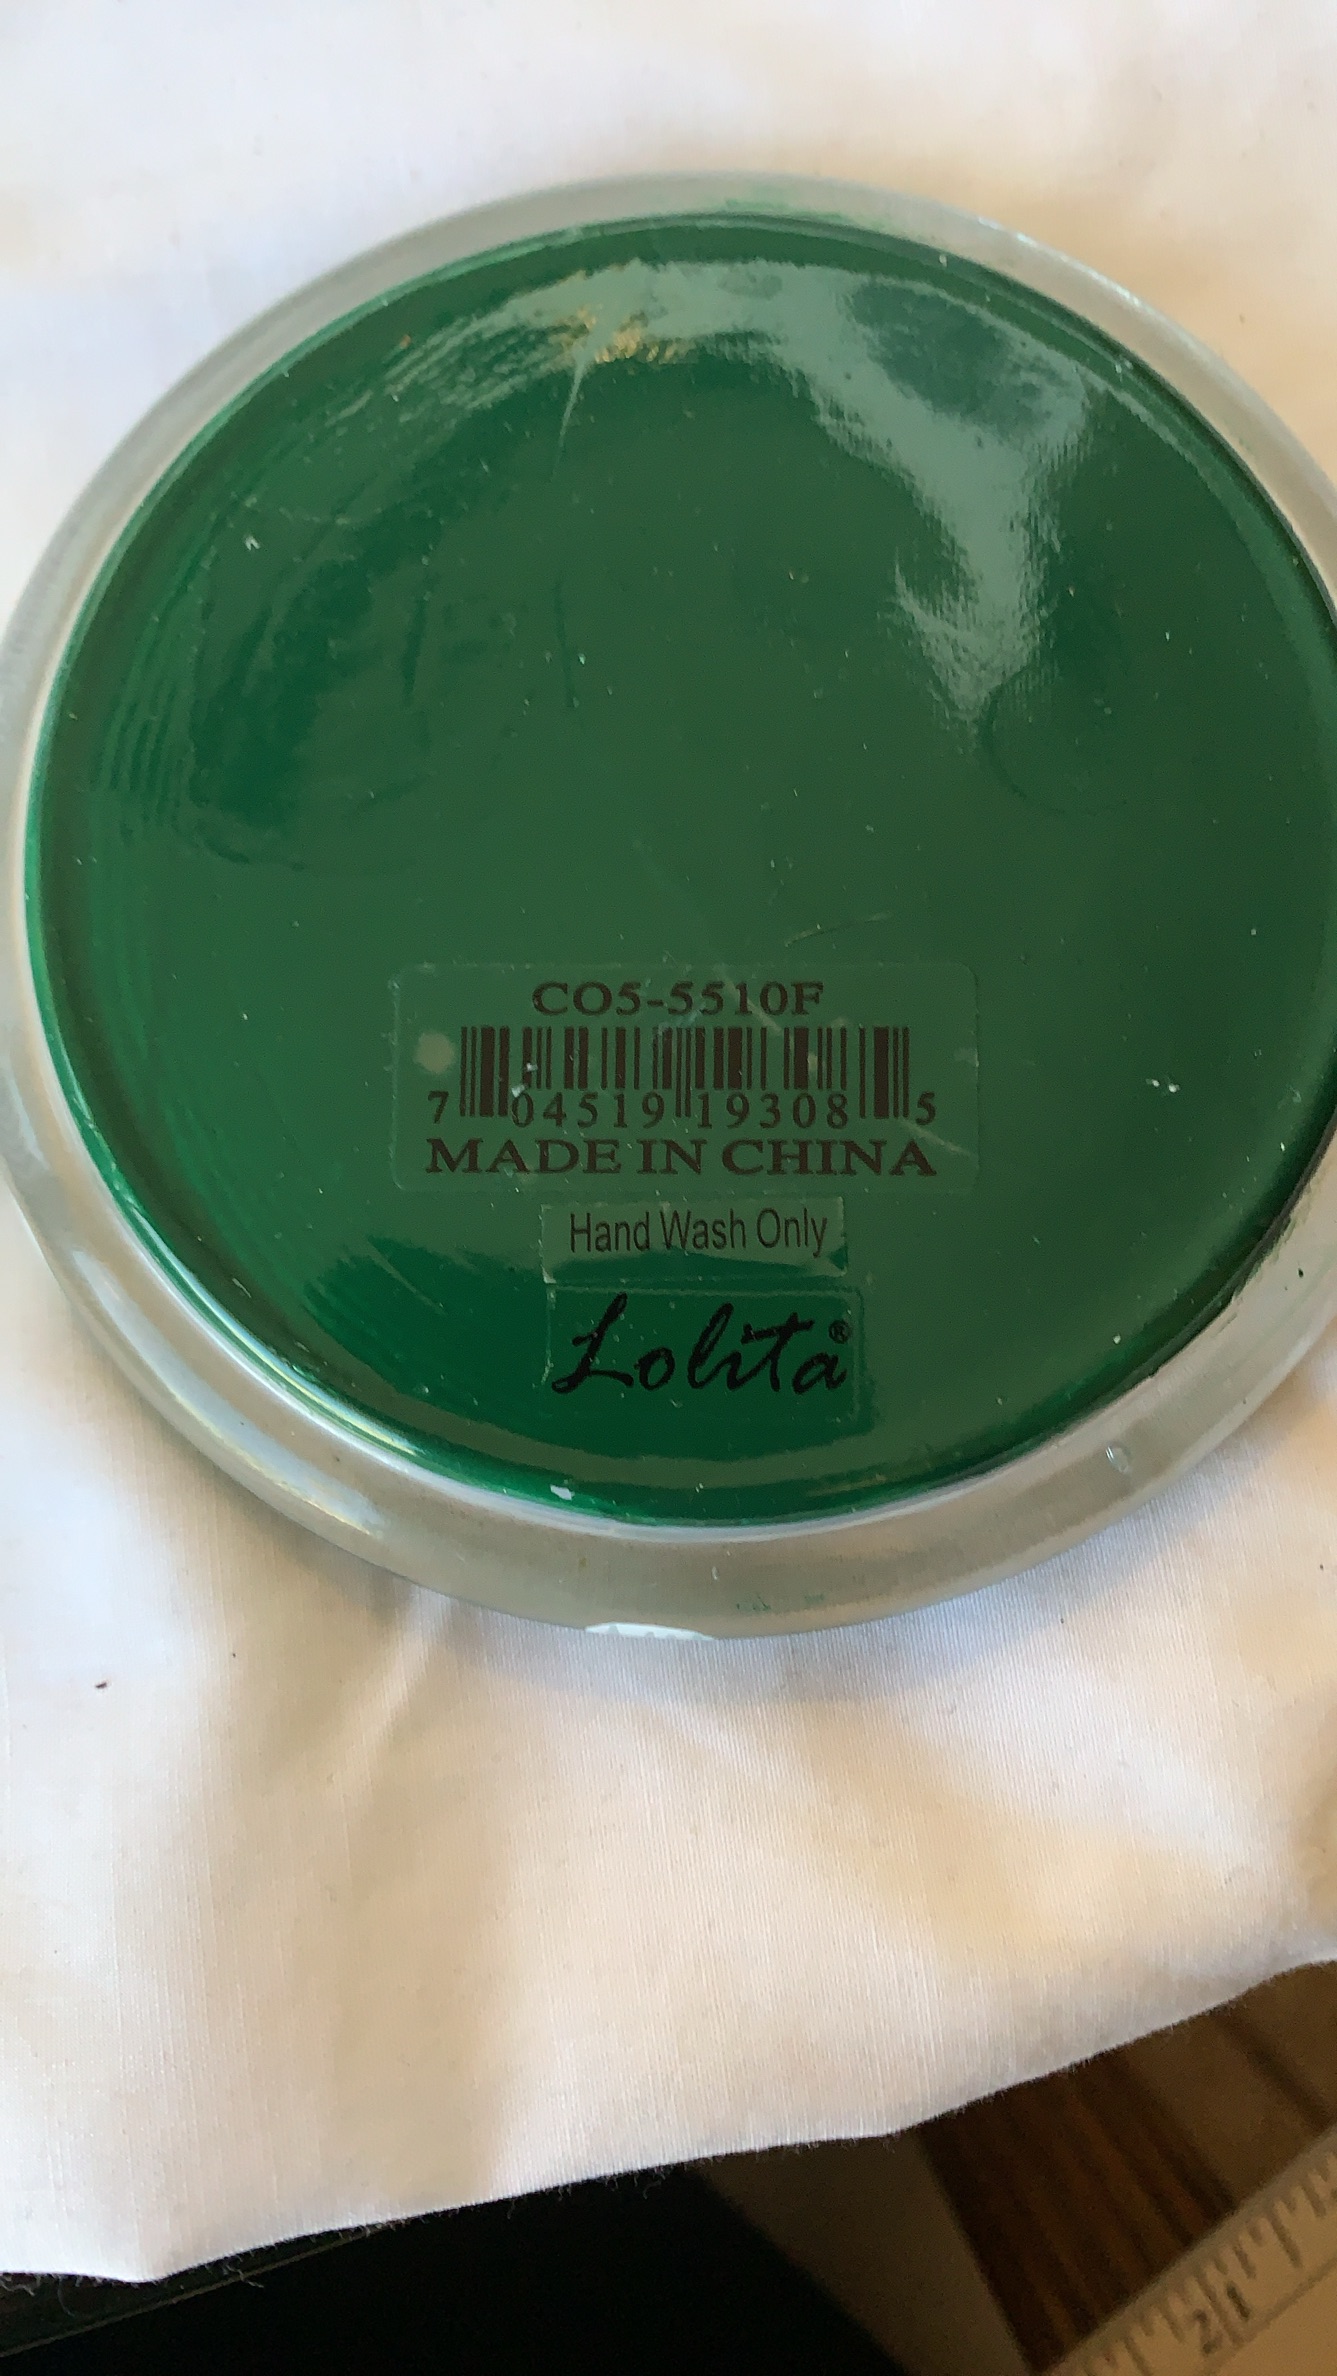 CO5-5510F
7 04519 19308 5
MADE IN CHINA
Hand Wash Only
Lolita®